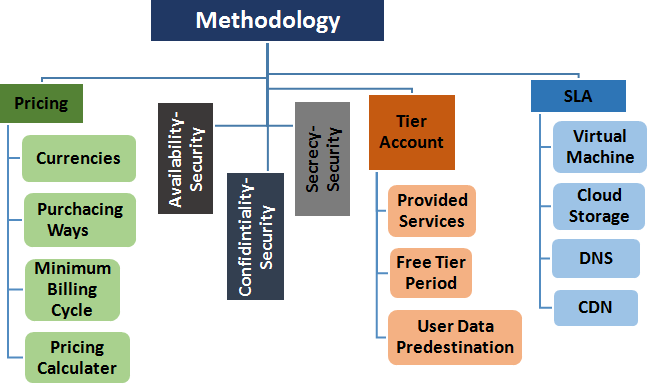 Methodology
Pricing
Currencies
Purchacing
Ways
Minimum
Billing
Cycle
Pricing
Calculater
Availability-
Security
Confidintiality-
Security
Secrecy-
Security
Tier
Account
Provided
Services
Free Tier
Period
User Data
Predestination
SLA
Virtual
Machine
Cloud
Storage
DNS
CDN